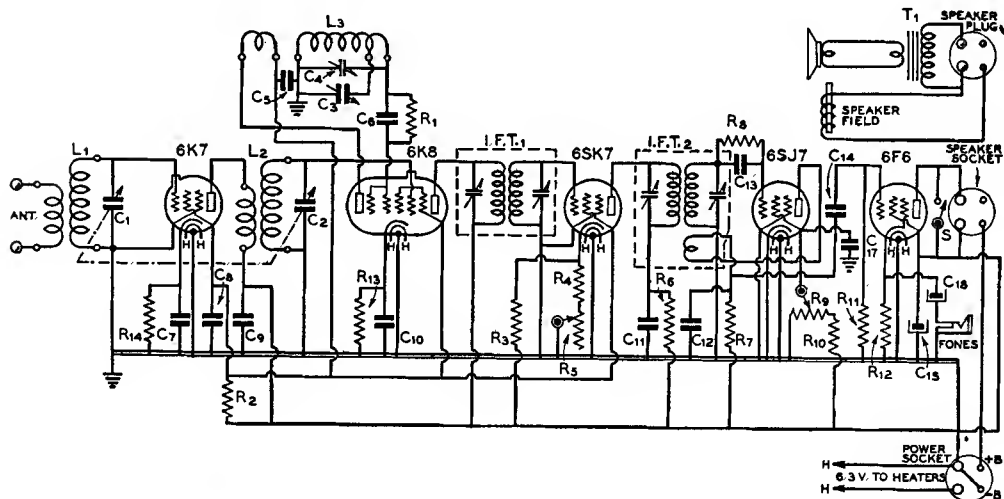 L3
T1
SPEAKER
PLUG
C4
C5
C3
SPEAKER
FIELD
C6
R1
R8
I.F.T.1
I.F.T.2
SPEAKER
SOCKET
L1
6K7
L2
6K8
6SK7
C13
6SJ7
C14
6F6
ANT.
C1
C2
S
H H
H H
H H
H H
H H
C17
C8
R13
R4
R6
R9
R11
C18
R14
C7
C9
C10
R3
R5
C11
C12
R7
R10
R12
C15
FONES
R2
POWER
SOCKET
+B
H
6.3 V. TO HEATERS
H
-B